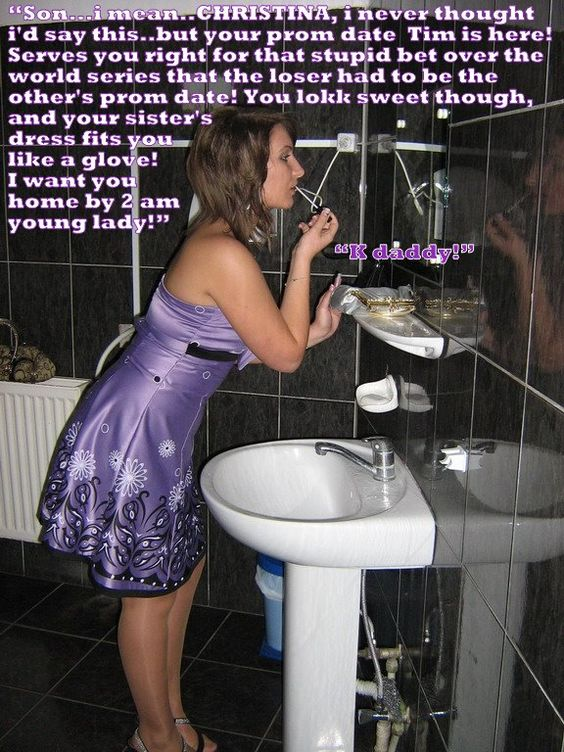 “Son...i mean..CHRISTINA, i never thought
i'd say this..but your prom date Tim is here!
Serves you right for that stupid bet over the
world series that the loser had to be the
other's prom date! You lokk sweet though,
and your sister's
dress fits you
like a glove!
I want you
home by 2 am
young lady!”
“K daddy!”